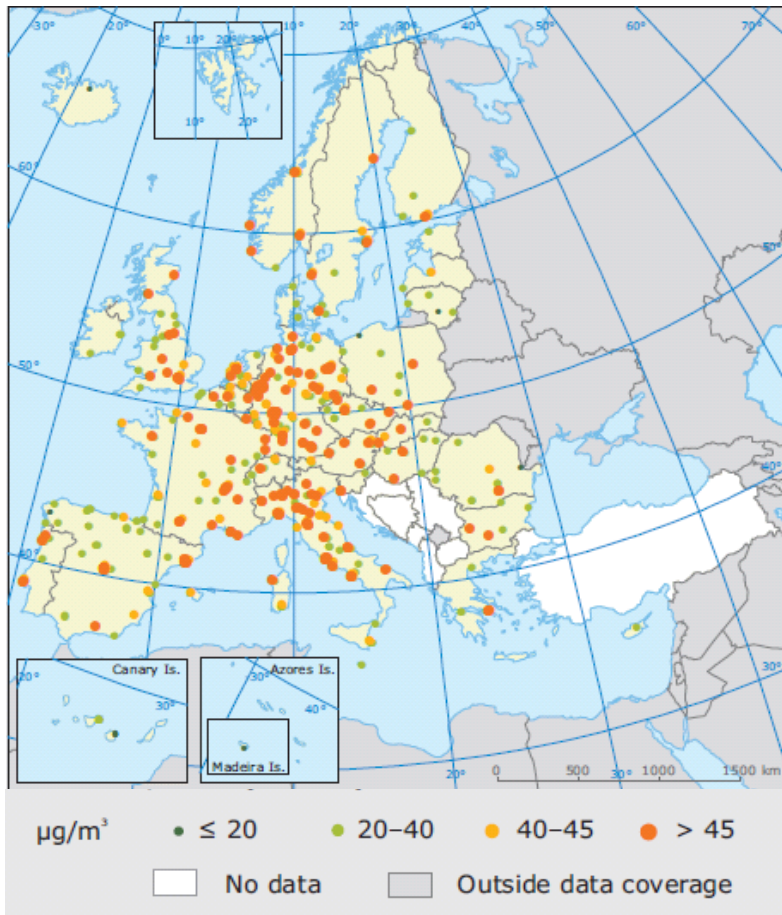 -30° -20° 0° 10° 20° 30° 10° 20° 30° 40° 50° 60° 70°
10° 20°
60°
50°
50°
40°
40°
20° Canary Is. 30° Azores Is. 30°
30° 40°
Madeira Is.
20° 0 500 30° 1000 1500 km
µg/m³ ≤ 20 20–40 40–45 > 45
No data Outside data coverage